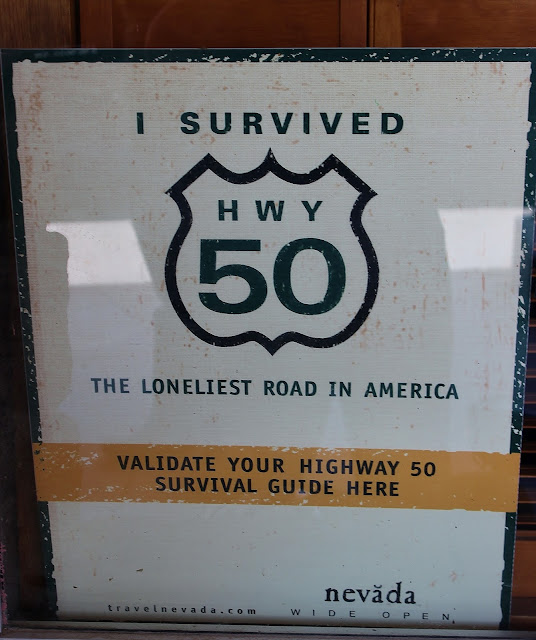 I SURVIVED
HWY
50
THE LONELIEST ROAD IN AMERICA
VALIDATE YOUR HIGHWAY 50
SURVIVAL GUIDE HERE
nevăda
travelnevada.com WIDE OPEN